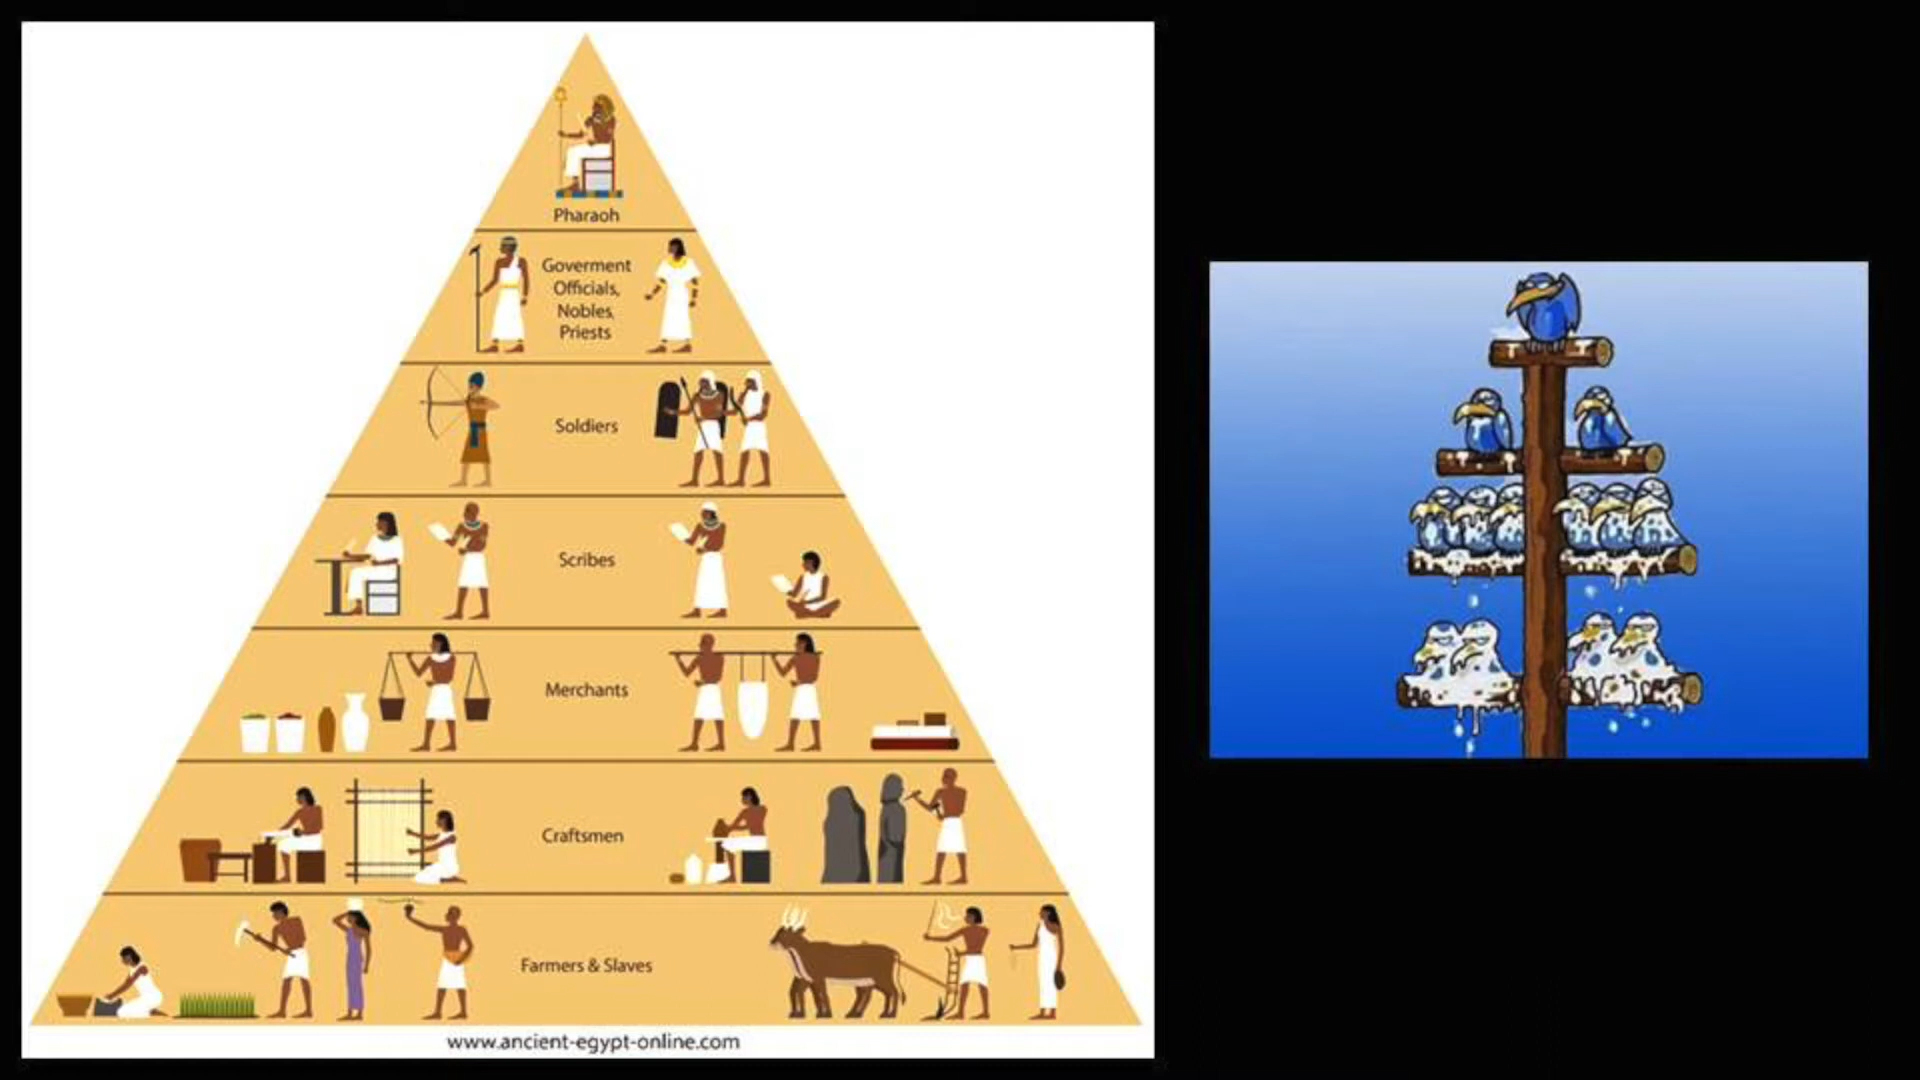 Pharaoh
Goverment
Officials,
Nobles,
Priests
Soldiers
Scribes
Merchants
Craftsmen
Farmers & Slaves
www.ancient-egypt-online.com